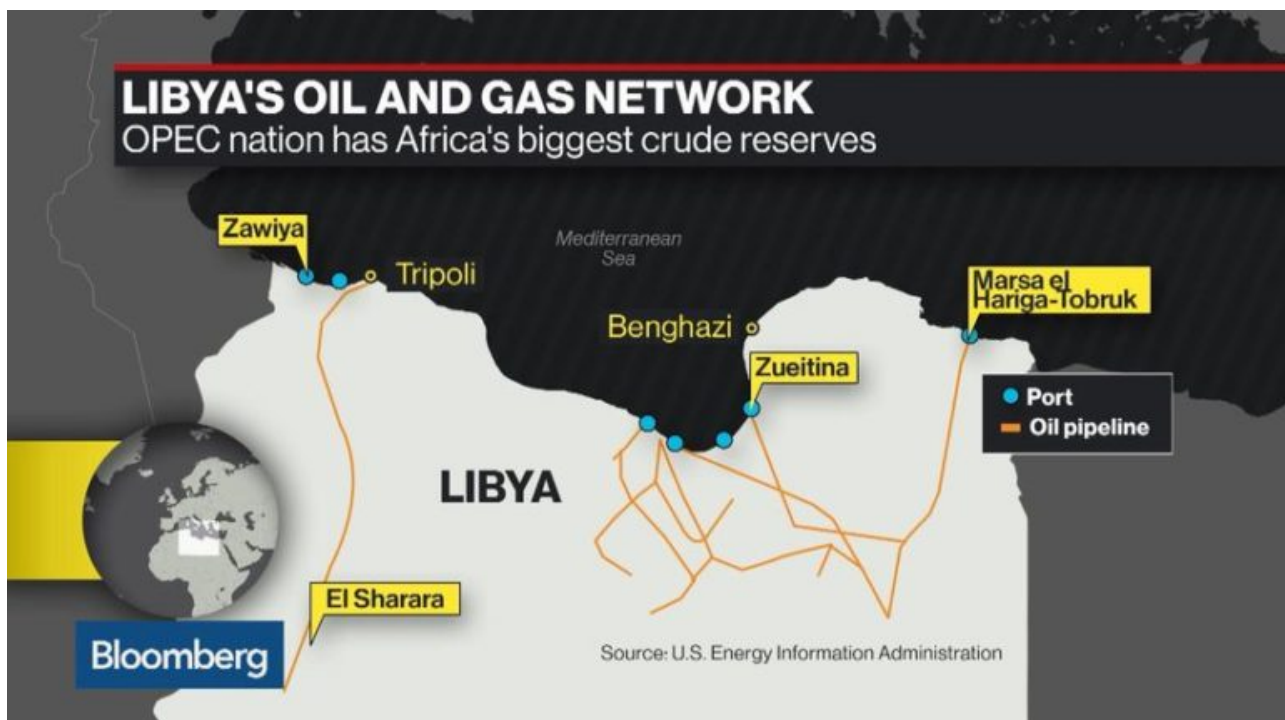 LIBYA'S OIL AND GAS NETWORK
OPEC nation has Africa's biggest crude reserves
Zawiya
Tripoli
Mediterranean
Sea
Benghazi
Marsa el
Hariga-Tobruk
Zueitina
Port
Oil pipeline
LIBYA
El Sharara
Bloomberg
Source: U.S. Energy Information Administration